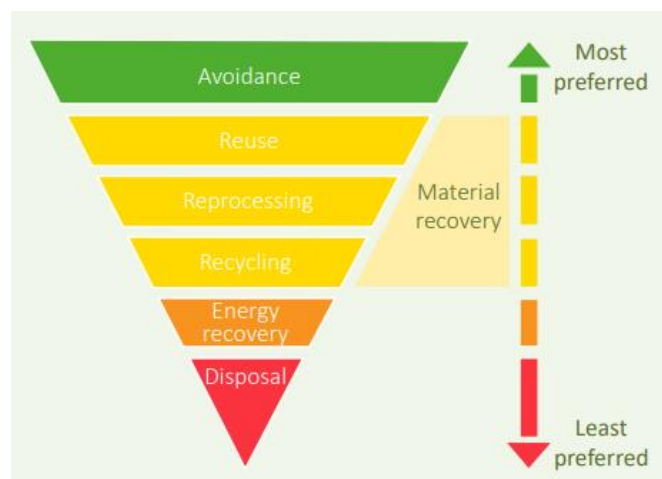 Avoidance
Reuse
Reprocessing
Recycling
Energy
recovery
Disposal
Material
recovery
Most
preferred
Least
preferred